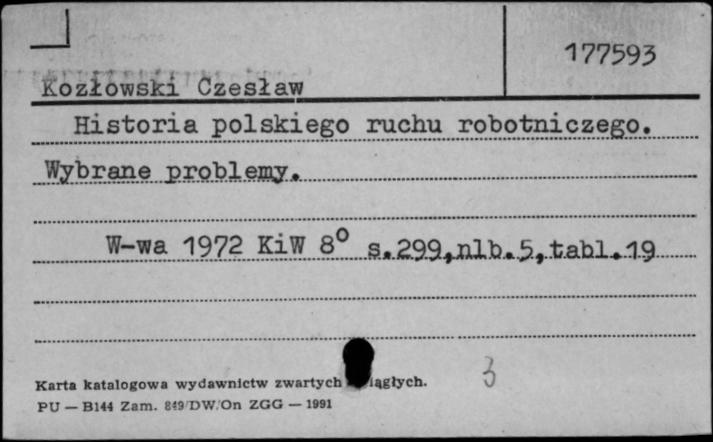 177593
Kozłowski Czesław
Historia polskiego ruchu robotniczego.
Wybrane problemy.
W-wa 1972 KiW 8° s.299,nlb.5,tabl.19
3
Karta katalogowa wydawnictw zwartych iągłych.
PU — B144 Zam. 849/DW/On ZGG — 1991